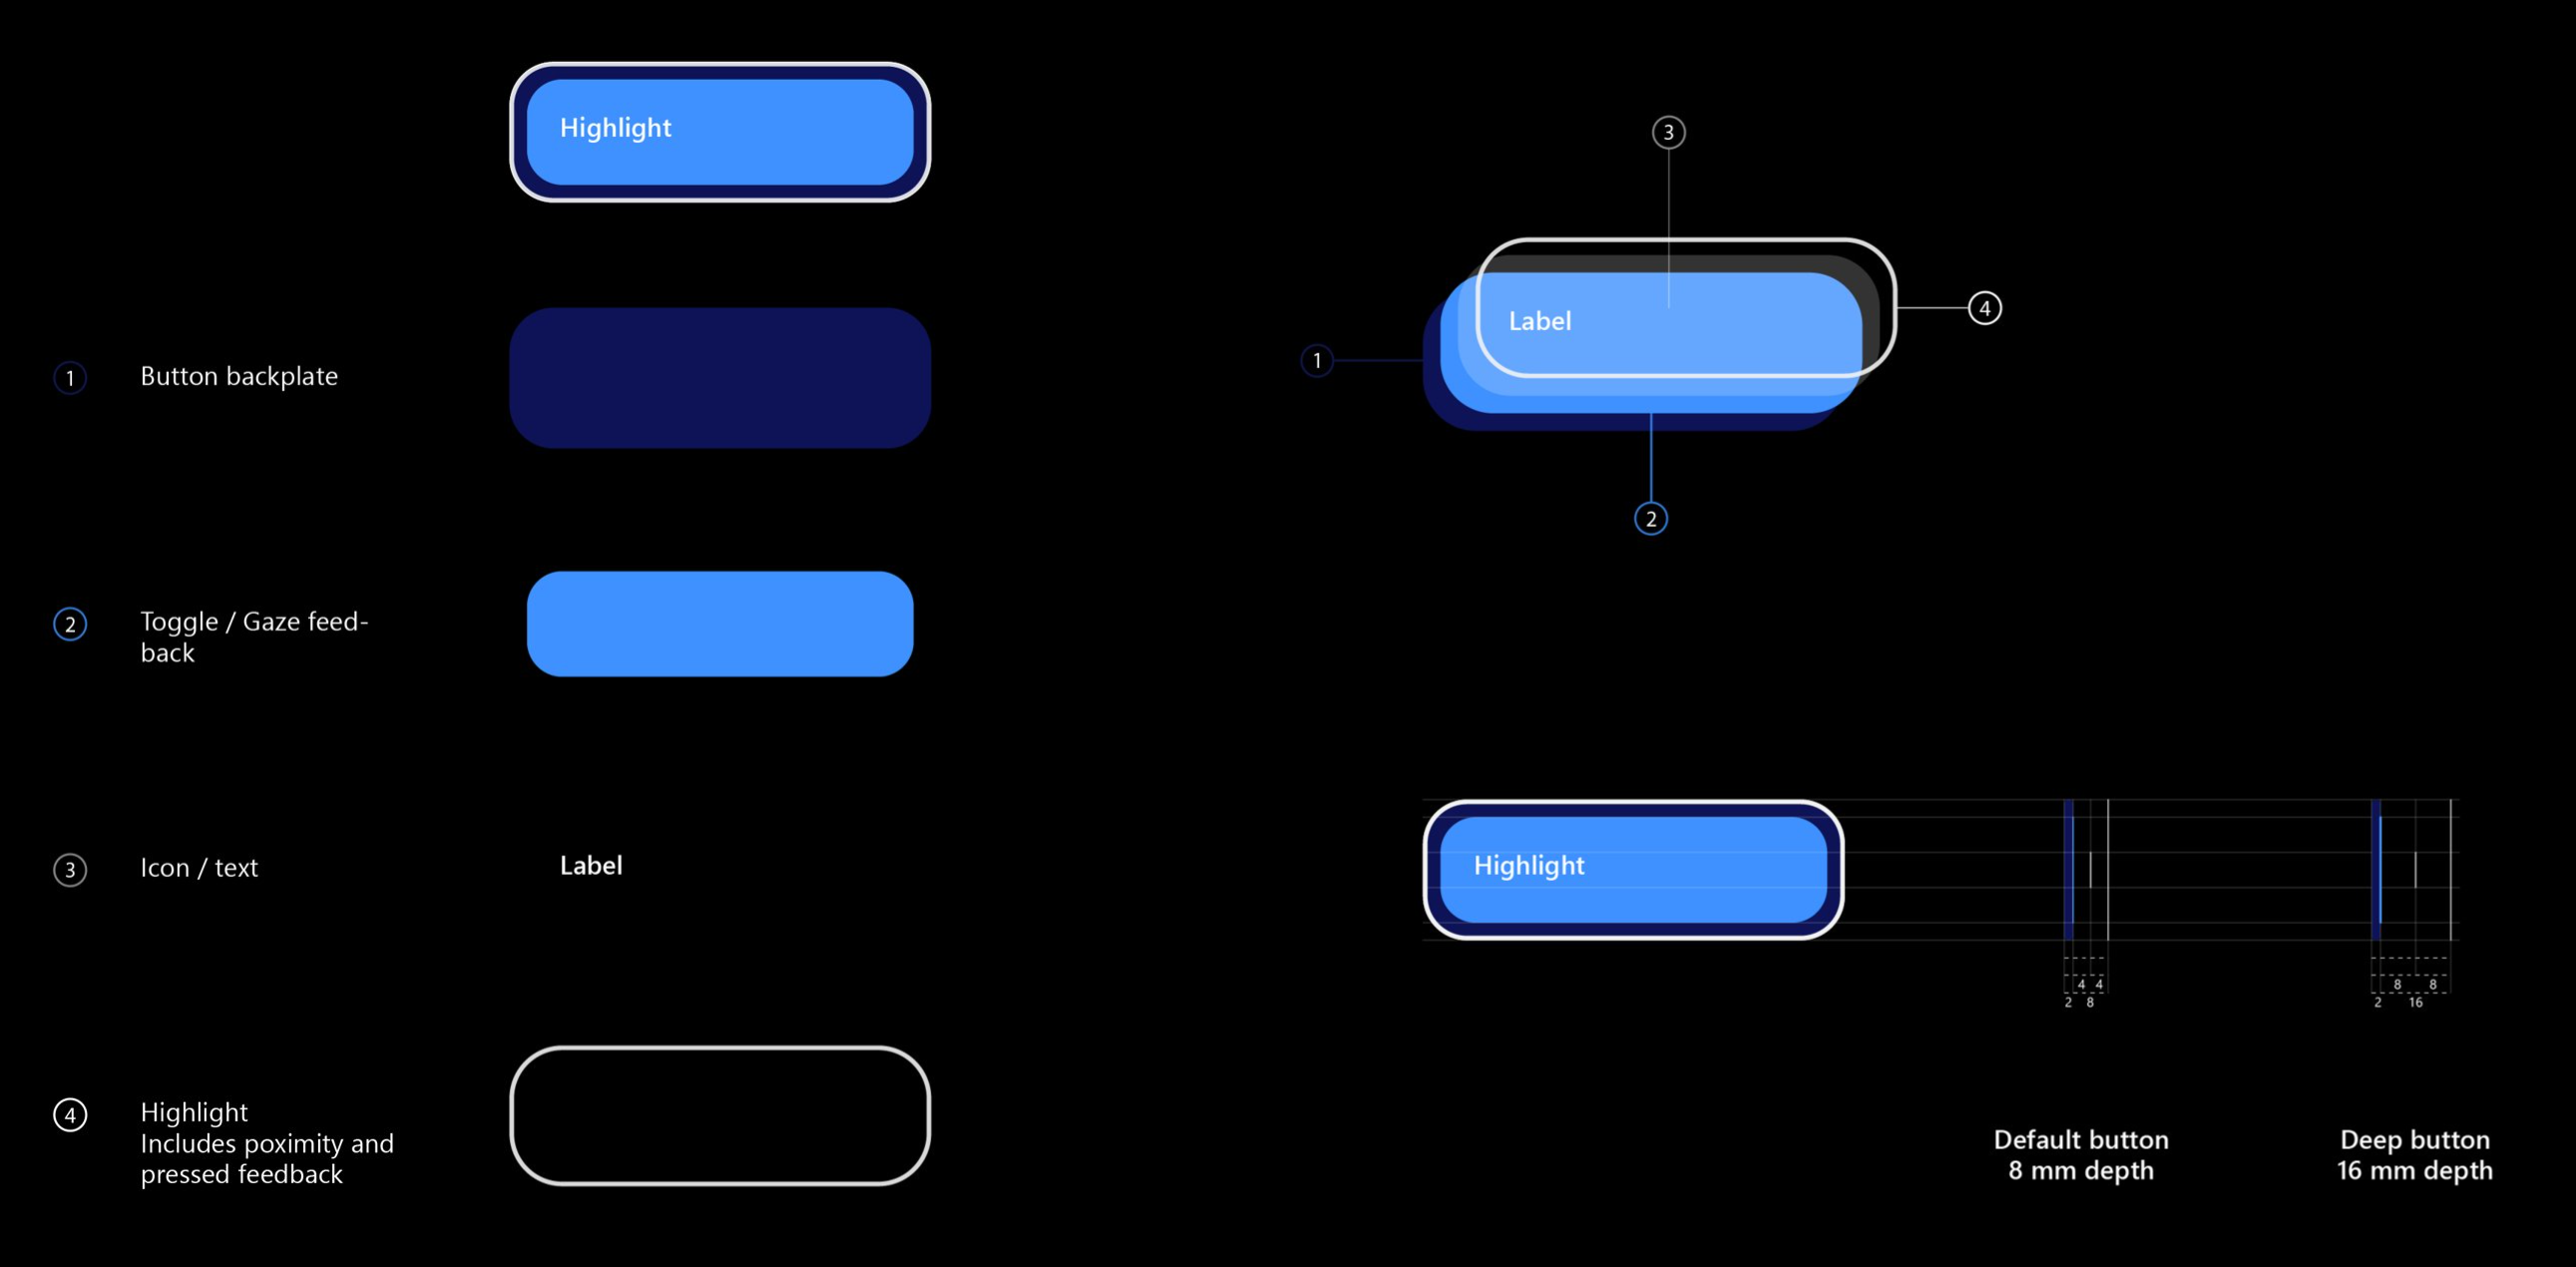 Highlight
1
Button backplate
2
Toggle / Gaze feed-
back
3
Icon / text
Label
4
Highlight
Includes poximity and
pressed feedback
3
Label
4
1
2
Highlight
4 4
2 8
8 8
2 16
Default button
8 mm depth
Deep button
16 mm depth